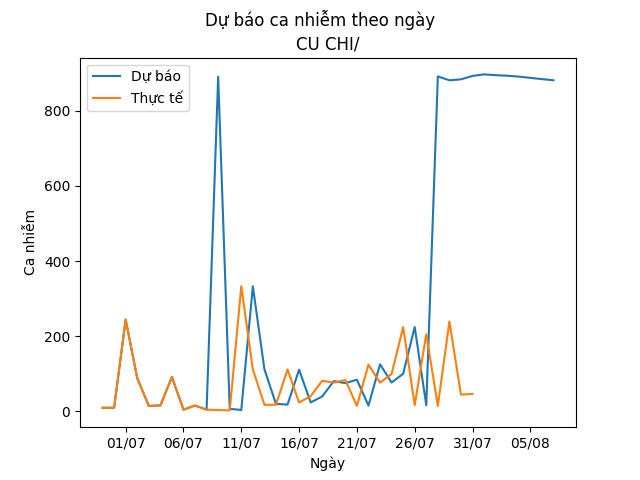 Dự báo ca nhiễm theo ngày
CU CHI/
Dự báo
Thực tế
800
600
400
200
0
Ca nhiễm
01/07 06/07 11/07 16/07 21/07 26/07 31/07 05/08
Ngày